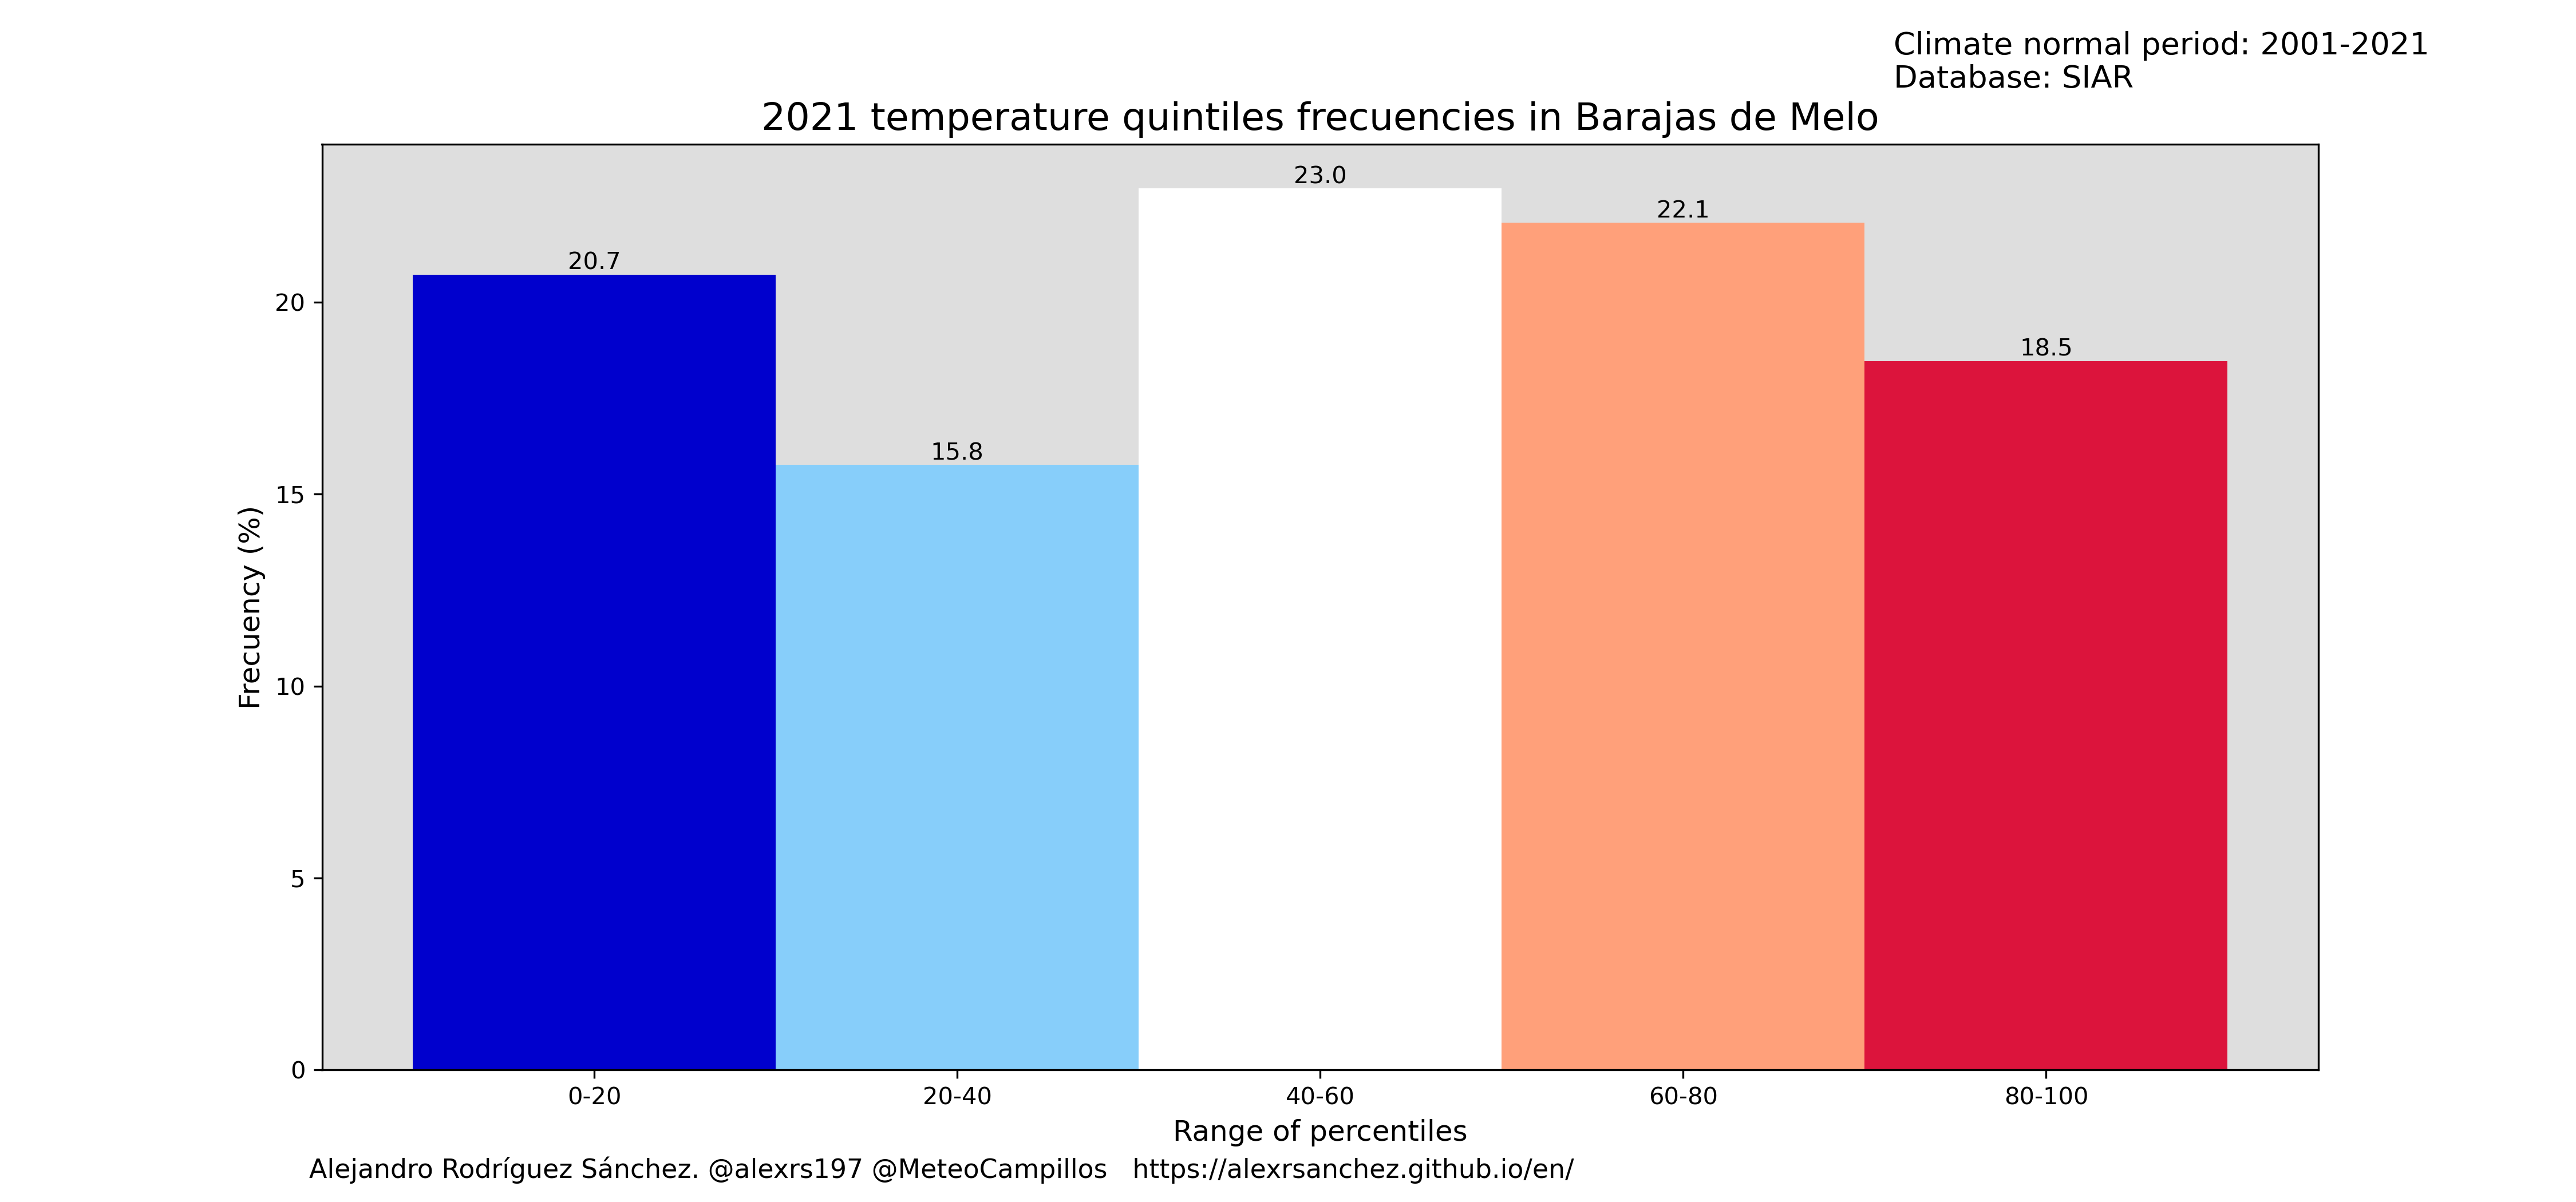 Climate normal period: 2001-2021
Database: SIAR
2021 temperature quintiles frecuencies in Barajas de Melo
23.0
22.1
20.7
18.5
15.8
20
15
10
5
0
Frecuency (%)
0-20 20-40 40-60 60-80 80-100
Range of percentiles
Alejandro Rodríguez Sánchez. @alexrs197 @MeteoCampillos https://alexrsanchez.github.io/en/